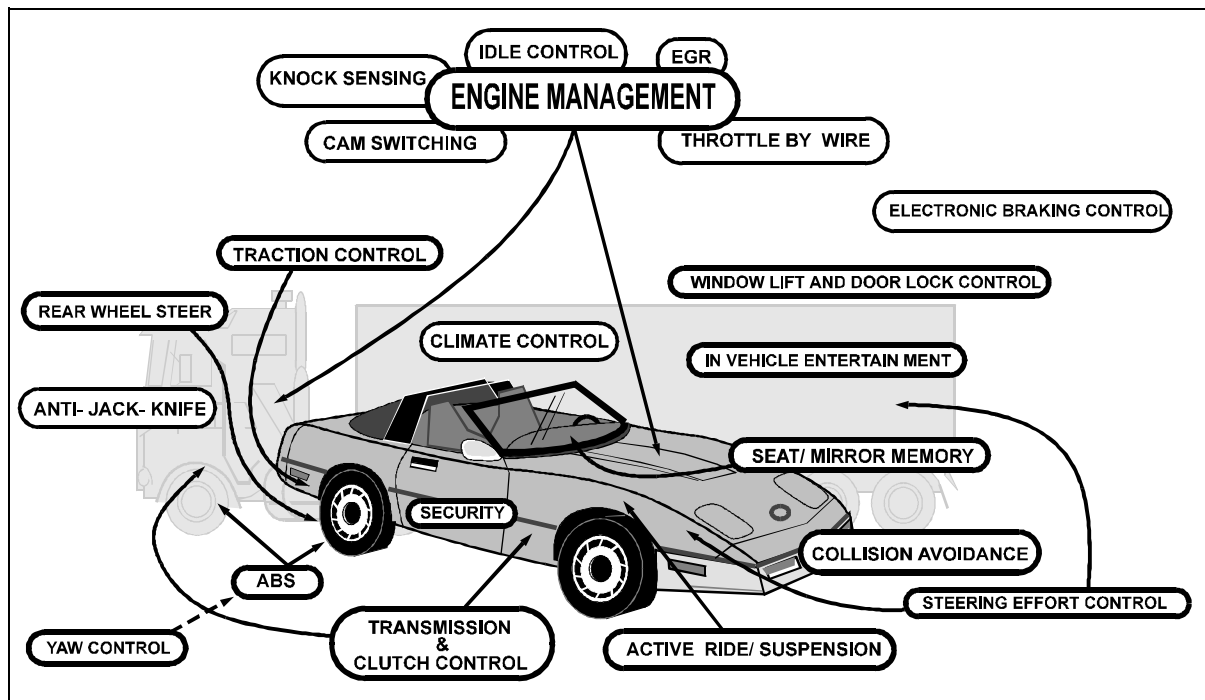 IDLE CONTROL
EGR
KNOCK SENSING
ENGINE MANAGEMENT
CAM SWITCHING
THROTTLE BY WIRE
ELECTRONIC BRAKING CONTROL
TRACTION CONTROL
WINDOW LIFT AND DOOR LOCK CONTROL
REAR WHEEL STEER
CLIMATE CONTROL
IN VEHICLE ENTERTAIN MENT
ANTI- JACK- KNIFE
SEAT/ MIRROR MEMORY
SECURITY
COLLISION AVOIDANCE
ABS
STEERING EFFORT CONTROL
YAW CONTROL
TRANSMISSION
&
CLUTCH CONTROL
ACTIVE RIDE/ SUSPENSION